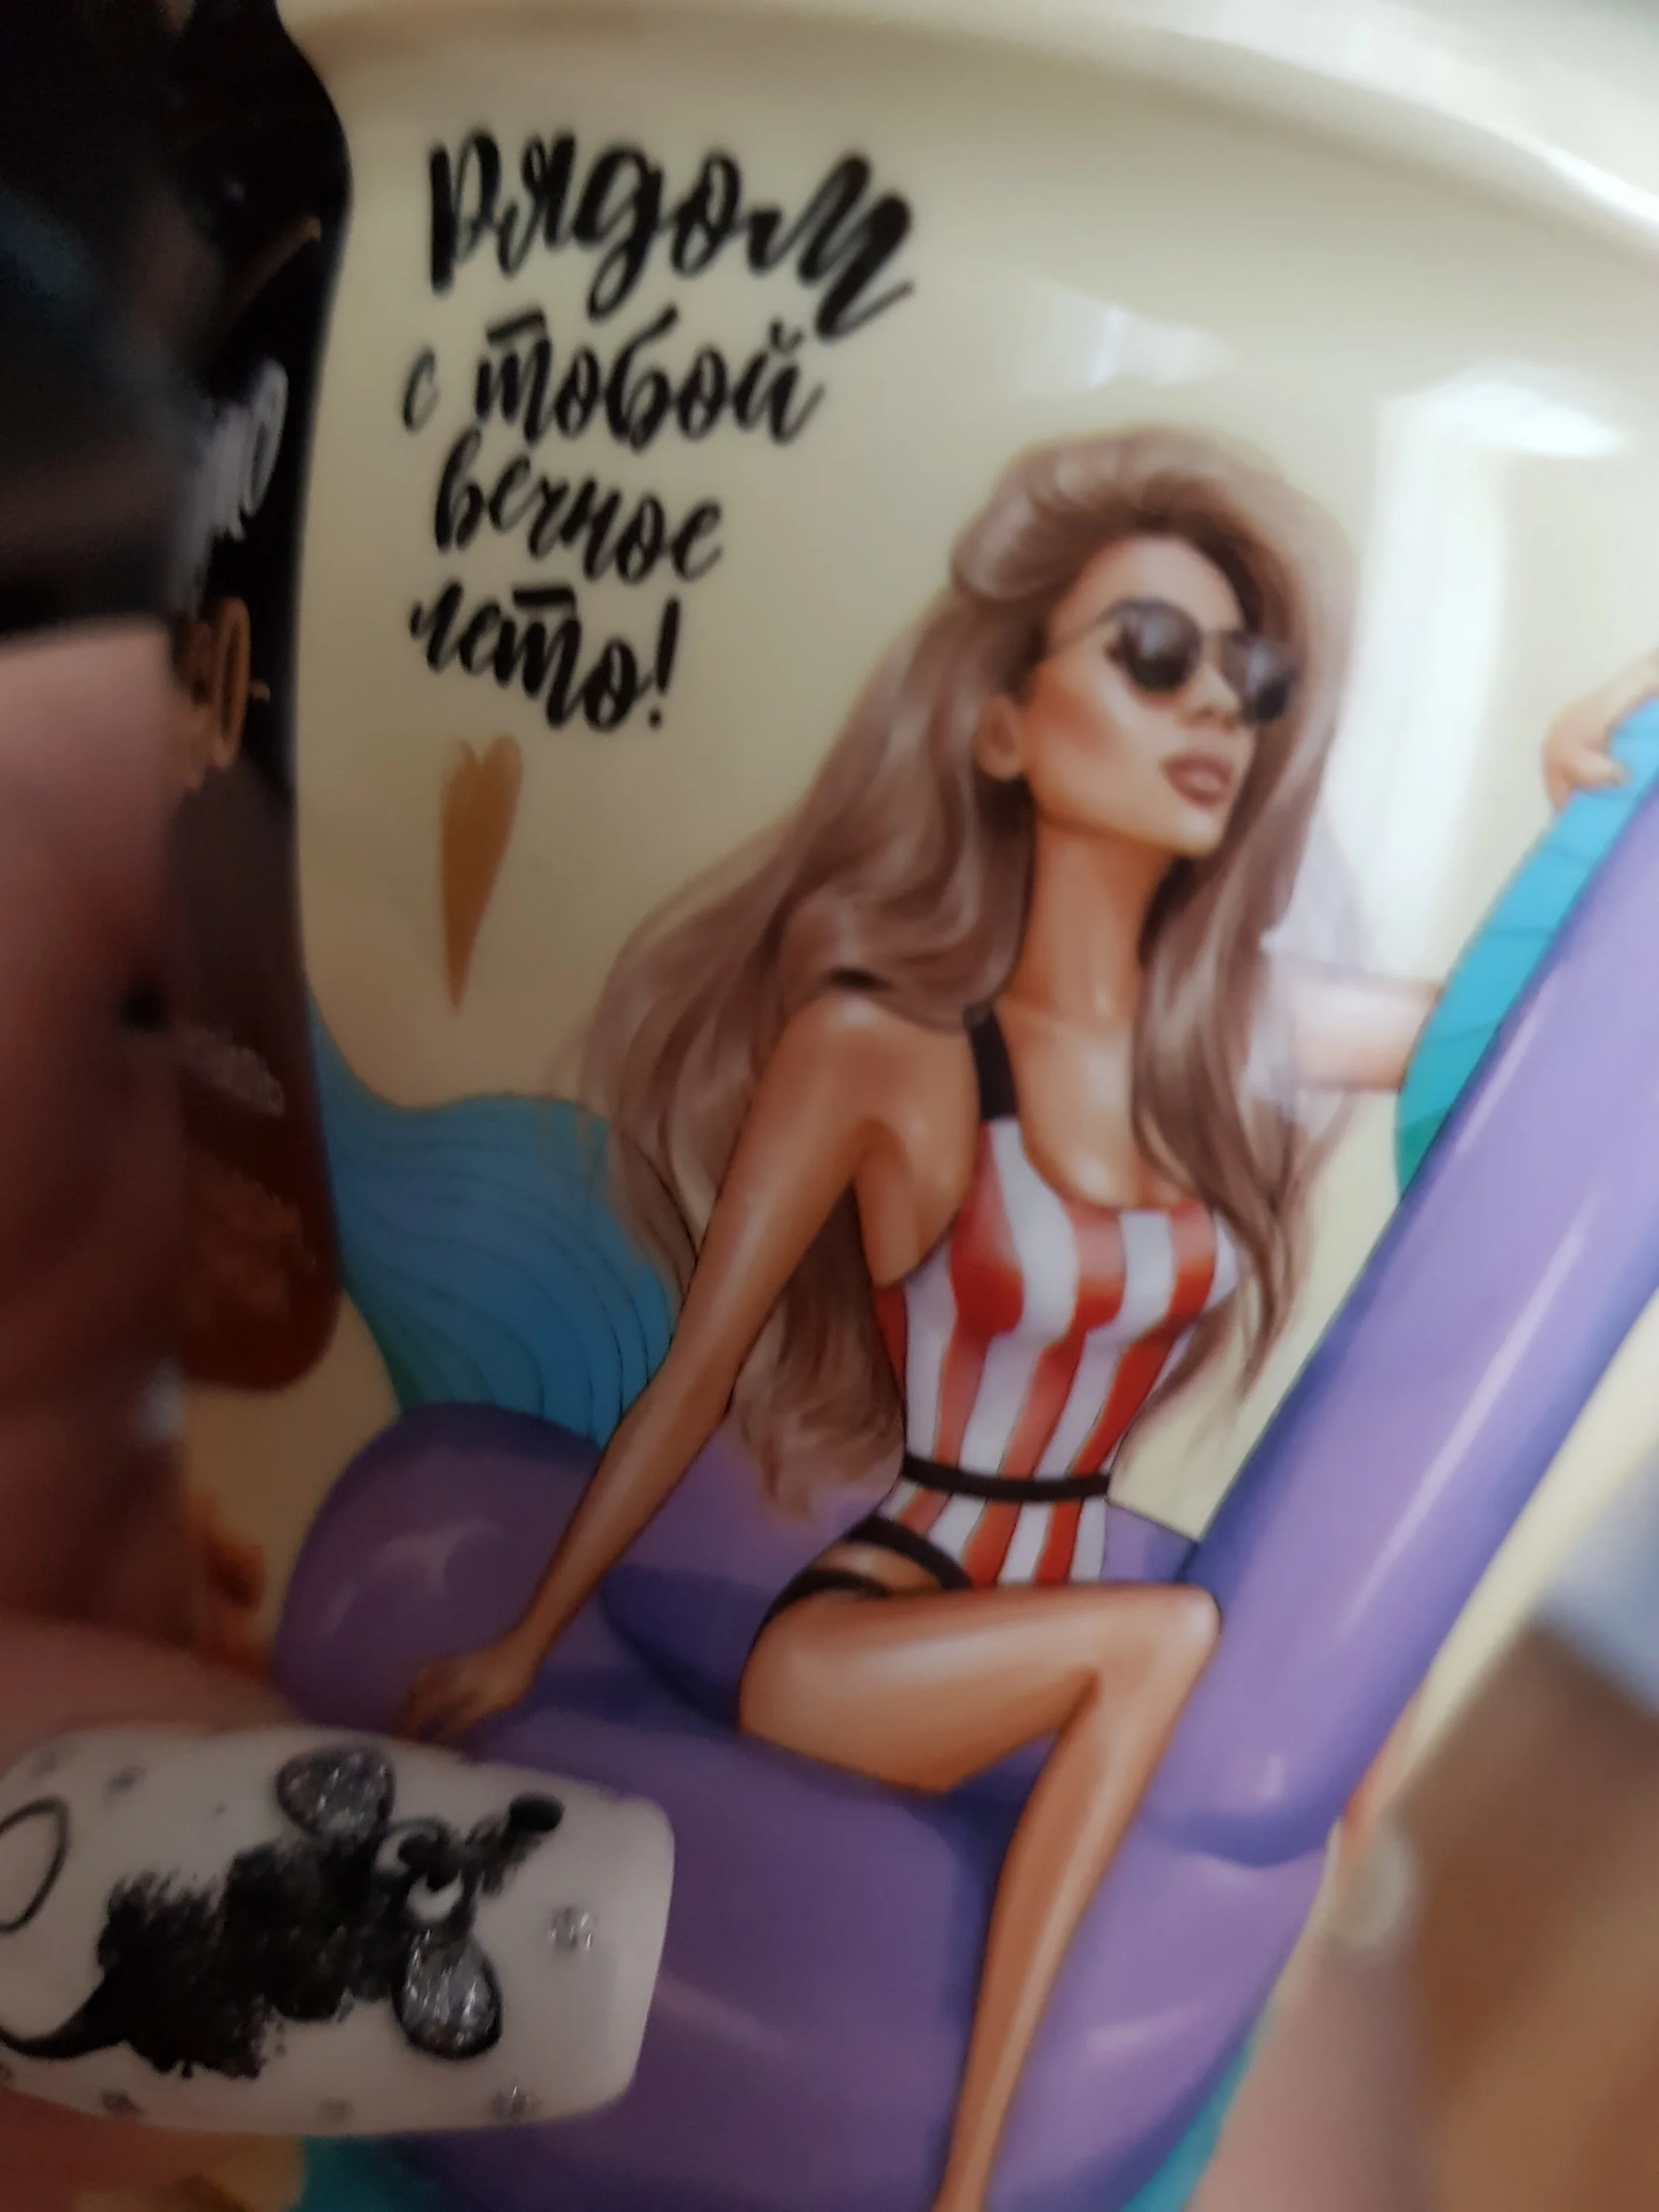 Рядом
с тобой
вечное
лето!